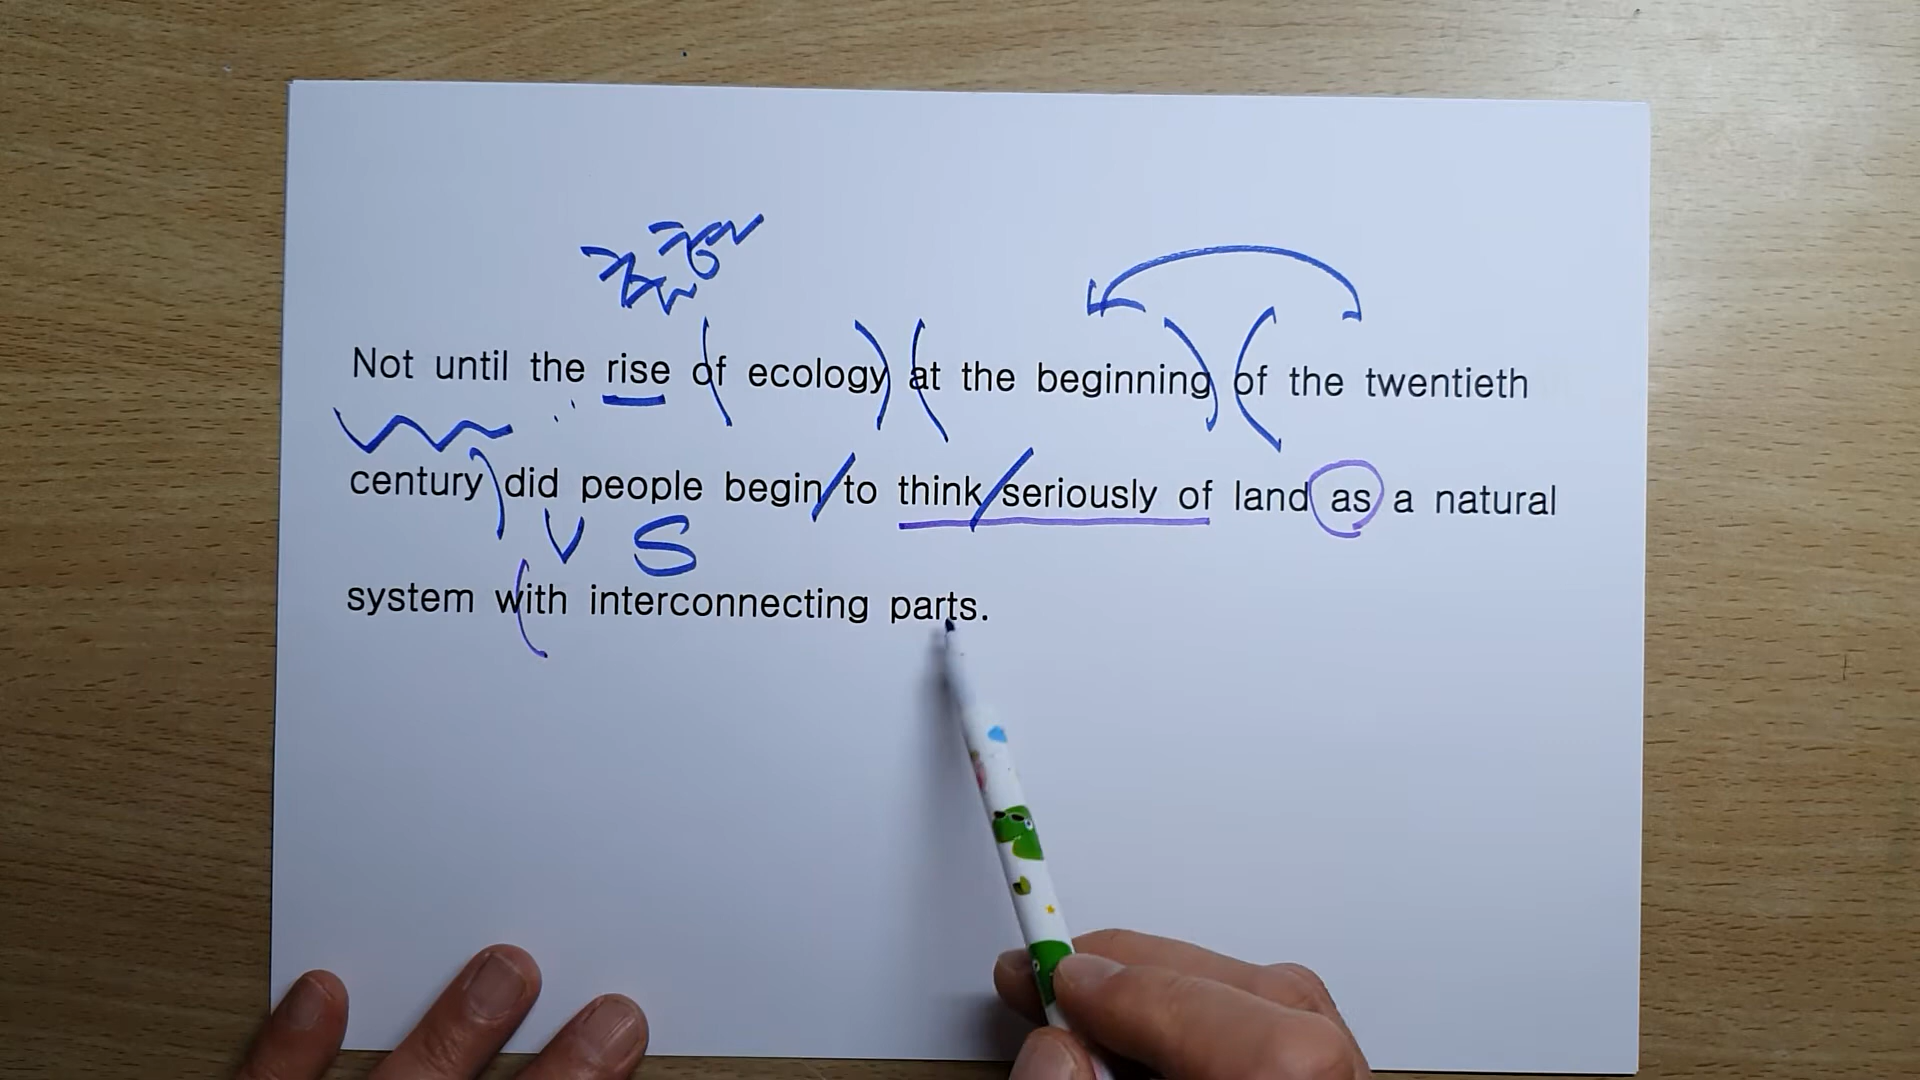 Not until the rise of ecology at the beginning of the twentieth
century did people begin to think seriously of land as a natural
V S
system with interconnecting parts.